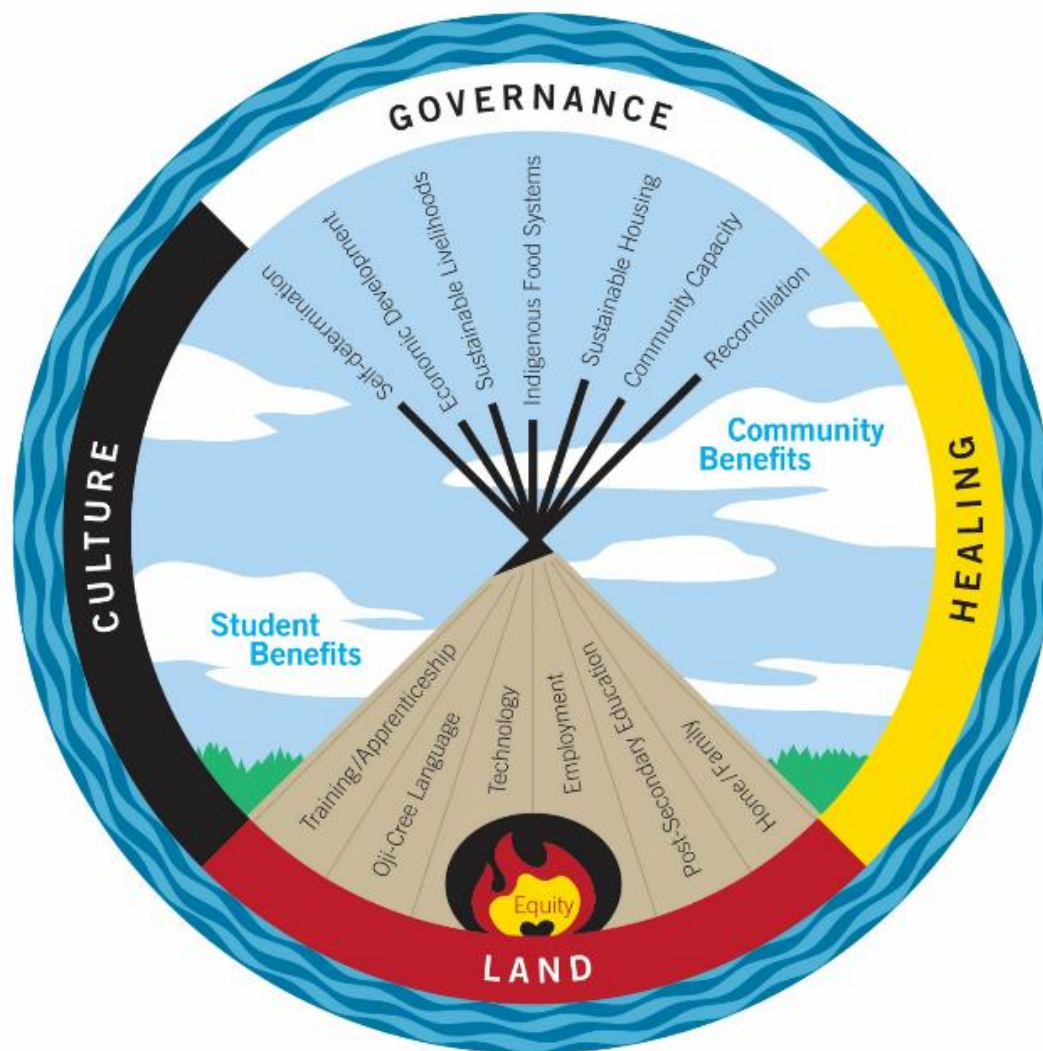 GOVERNANCE
Self-determination
Economic Development
Sustainable Livelihoods
Indigenous Food Systems
Sustainable Housing
Community Capacity
Reconciliation
CULTURE
HEALING
Community
Benefits
Student
Benefits
Training/Apprenticeship
Oji-Cree Language
Technology
Employment
Post-Secondary Education
Home/Family
Equity
LAND